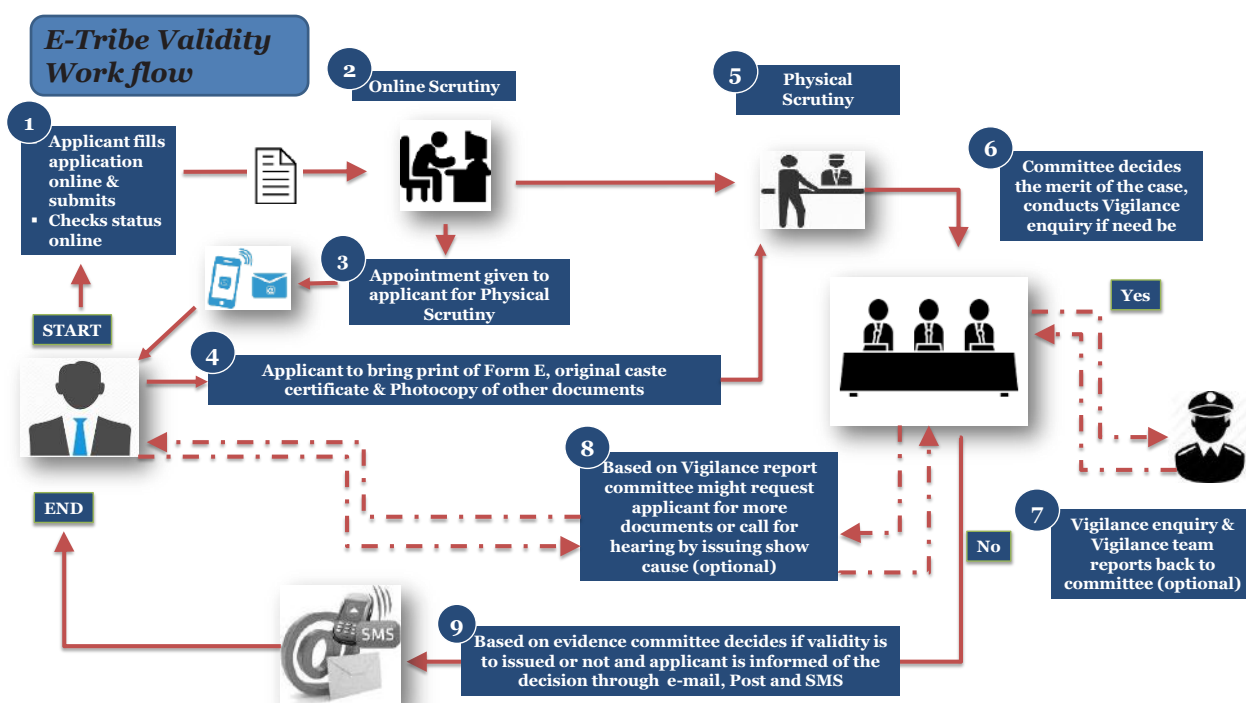 E-Tribe Validity
Work flow
1
Applicant fills
application
online &
submits
▪ Checks status
online
2
Online Scrutiny
3
Appointment given to
applicant for Physical
Scrutiny
START
4
Applicant to bring print of Form E, original caste
certificate & Photocopy of other documents
5
Physical
Scrutiny
6
Committee decides
the merit of the case,
conducts Vigilance
enquiry if need be
Yes
7
Vigilance enquiry &
Vigilance team
reports back to
committee (optional)
8
Based on Vigilance report
committee might request
applicant for more
documents or call for
hearing by issuing show
cause (optional)
No
9
Based on evidence committee decides if validity is
to issued or not and applicant is informed of the
decision through e-mail, Post and SMS
@
SMS
END